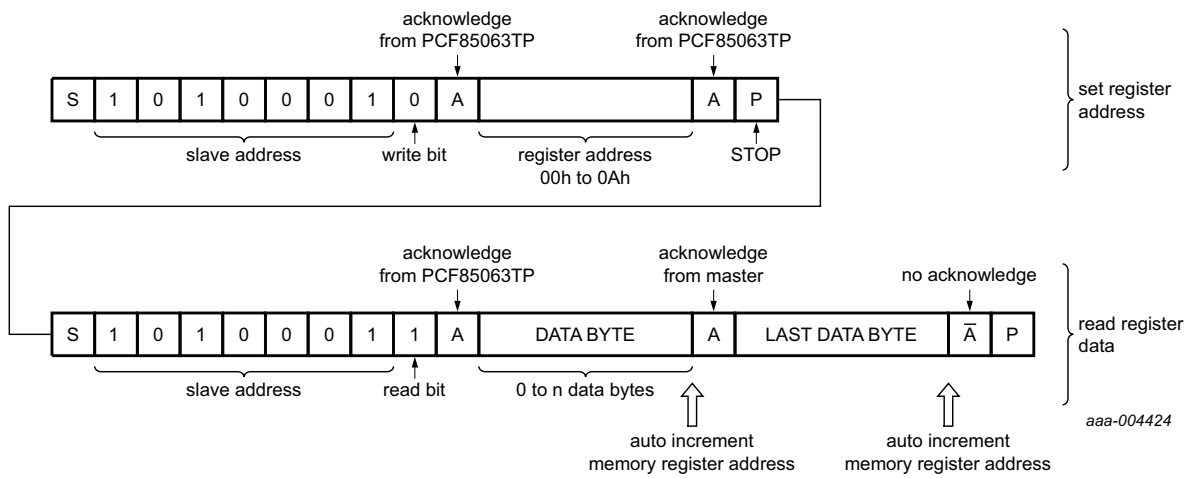 acknowledge
from PCF85063TP
acknowledge
from PCF85063TP
S 1 0 1 0 0 0 1 0 A A P
set register
address
slave address
write bit
register address
00h to 0Ah
STOP
acknowledge
from PCF85063TP
acknowledge
from master
no acknowledge
S 1 0 1 0 0 0 1 1 A DATA BYTE A LAST DATA BYTE A̅ P
read register
data
slave address
read bit
0 to n data bytes
auto increment
memory register address
auto increment
memory register address
aaa-004424